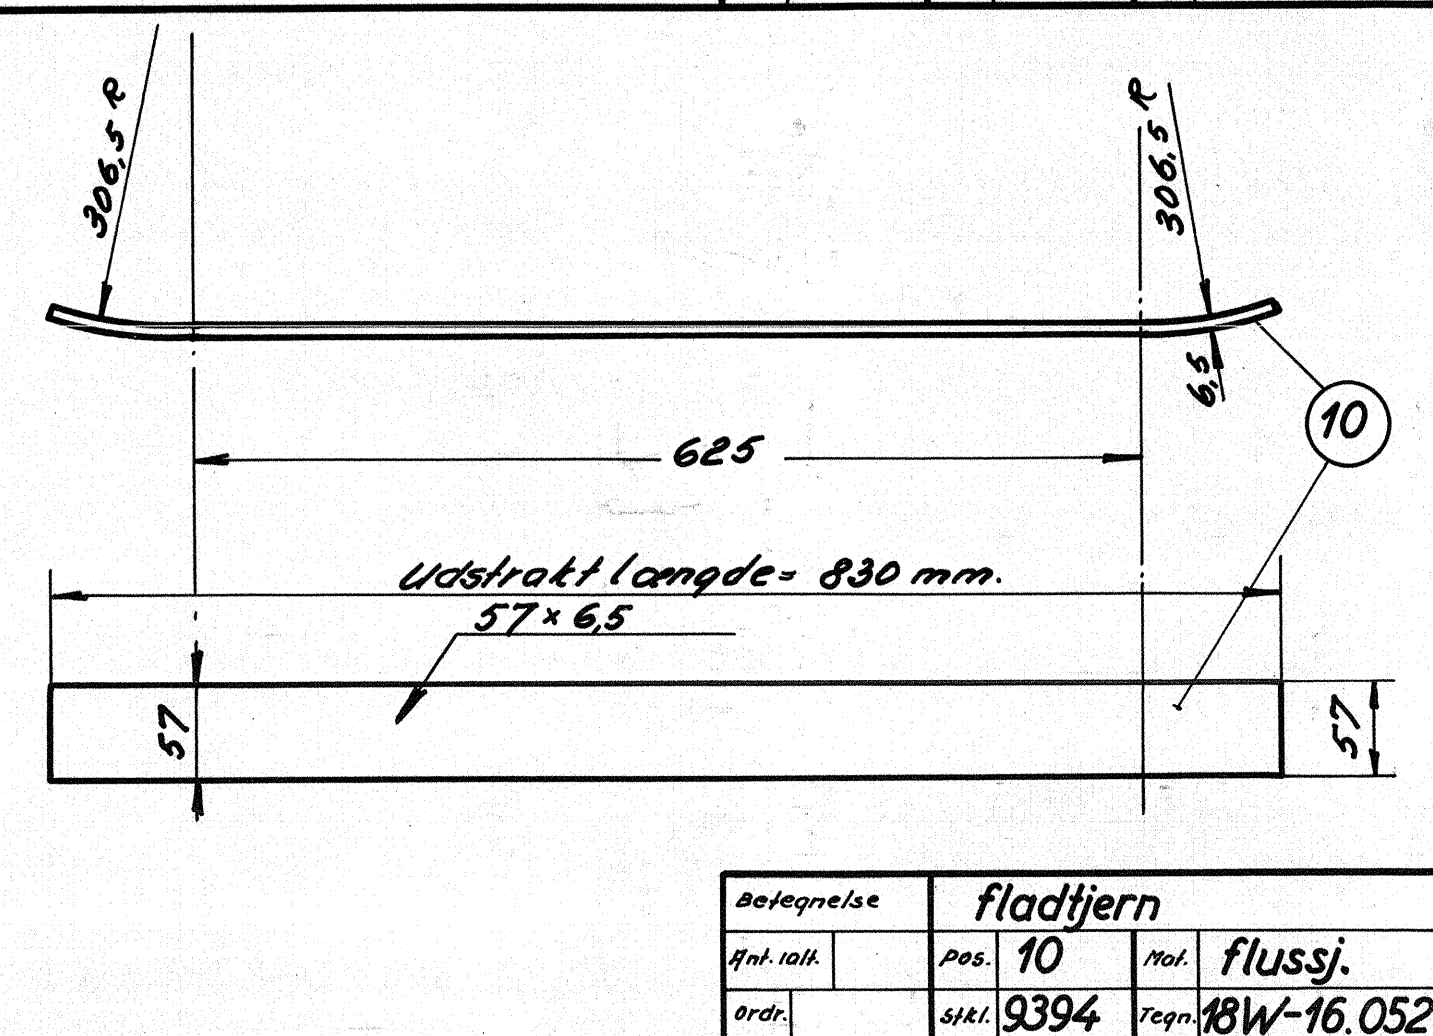 306,5 R
306,5 R
6,5
10
625
Udstrakt længde= 830 mm.
57 × 6,5
57
57
Betegnelse fladtjern
Ant. ialt. Pos. 10 Mat. flussj.
Ordr. Stkl. 9394 Tegn. 18W-16.052